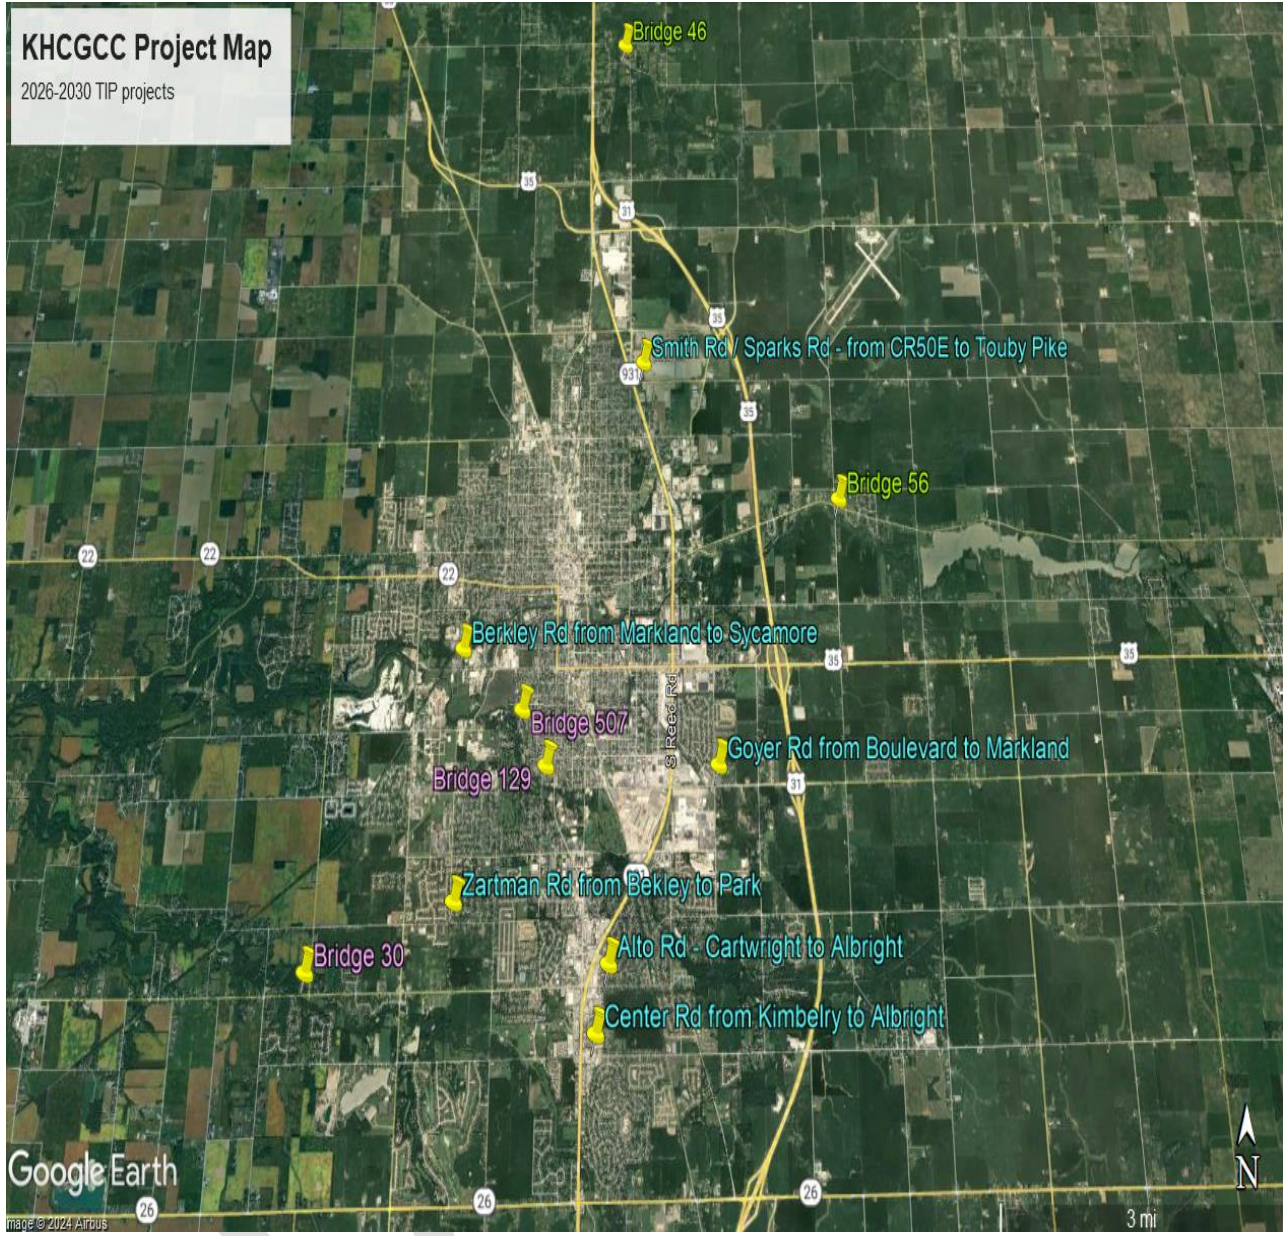 KHCGCC Project Map
2026-2030 TIP projects
Bridge 46
35
31
35
Smith Rd / Sparks Rd - from CR50E to Touby Pike
931
35
Bridge 56
22
22
22
Berkley Rd from Markland to Sycamore
35
35
S Reed Rd
Bridge 507
Goyer Rd from Boulevard to Markland
Bridge 129
31
Zartman Rd from Bekley to Park
Alto Rd - Cartwright to Albright
Bridge 30
Center Rd from Kimbelry to Albright
N
Google Earth
26
26
26
mage © 2024 Airbus
3 mi